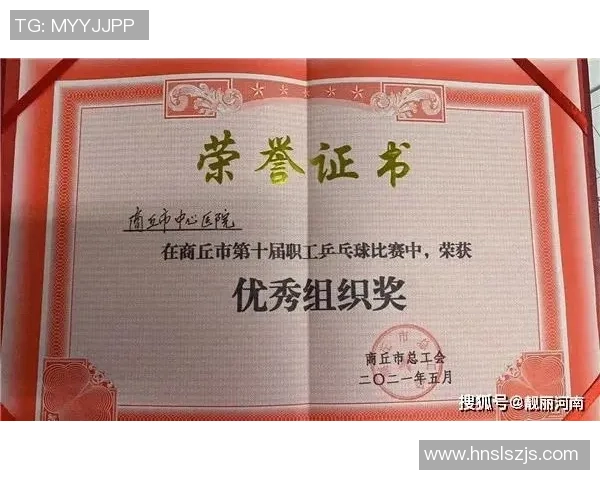 TG: MYYJJPP
荣誉证书
商丘市中心医院
在商丘市第十届职工乒乓球比赛中，荣获
优秀组织奖
商丘市总工会
二〇二一年五月
搜狐号@靓丽河南
www.hnslszjs.com